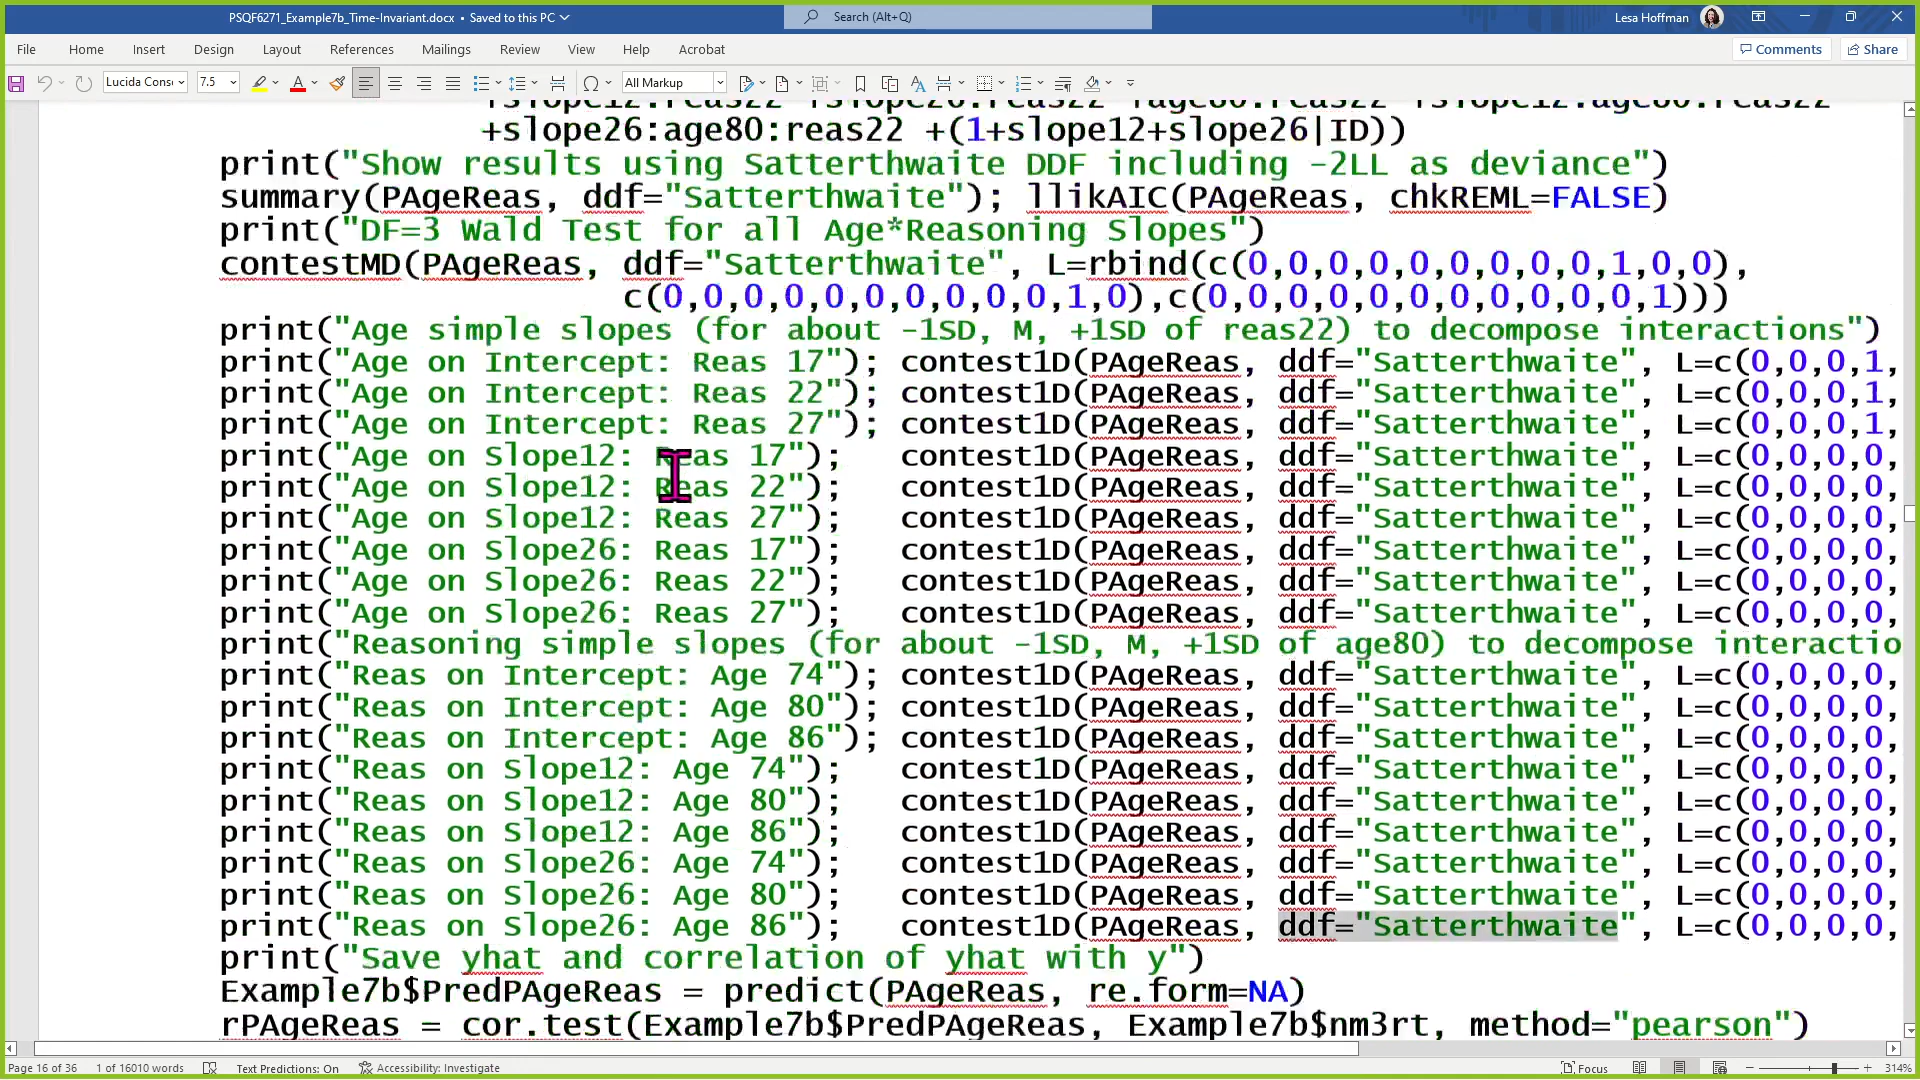 PSQF6271_Example7b_Time-Invariant.docx • Saved to this PC
Search (Alt+Q)
Lesa Hoffman
File Home Insert Design Layout References Mailings Review View Help Acrobat
Comments Share
Lucida Cons 7.5 All Markup
+slope12:reas22 +slope26:reas22 +age80:reas22 +slope12:age80:reas22
+slope26:age80:reas22 +(1+slope12+slope26|ID))
print("Show results using Satterthwaite DDF including -2LL as deviance")
summary(PAgeReas, ddf="Satterthwaite"); llikAIC(PAgeReas, chkREML=FALSE)
print("DF=3 Wald Test for all Age*Reasoning Slopes")
contestMD(PAgeReas, ddf="Satterthwaite", L=rbind(c(0,0,0,0,0,0,0,0,0,1,0,0),
c(0,0,0,0,0,0,0,0,0,0,1,0),c(0,0,0,0,0,0,0,0,0,0,0,1)))
print("Age simple slopes (for about -1SD, M, +1SD of reas22) to decompose interactions")
print("Age on Intercept: Reas 17"); contest1D(PAgeReas, ddf="Satterthwaite", L=c(0,0,0,1,
print("Age on Intercept: Reas 22"); contest1D(PAgeReas, ddf="Satterthwaite", L=c(0,0,0,1,
print("Age on Intercept: Reas 27"); contest1D(PAgeReas, ddf="Satterthwaite", L=c(0,0,0,1,
print("Age on Slope12: Reas 17"); contest1D(PAgeReas, ddf="Satterthwaite", L=c(0,0,0,0,
print("Age on Slope12: Reas 22"); contest1D(PAgeReas, ddf="Satterthwaite", L=c(0,0,0,0,
print("Age on Slope12: Reas 27"); contest1D(PAgeReas, ddf="Satterthwaite", L=c(0,0,0,0,
print("Age on Slope26: Reas 17"); contest1D(PAgeReas, ddf="Satterthwaite", L=c(0,0,0,0,
print("Age on Slope26: Reas 22"); contest1D(PAgeReas, ddf="Satterthwaite", L=c(0,0,0,0,
print("Age on Slope26: Reas 27"); contest1D(PAgeReas, ddf="Satterthwaite", L=c(0,0,0,0,
print("Reasoning simple slopes (for about -1SD, M, +1SD of age80) to decompose interactio
print("Reas on Intercept: Age 74"); contest1D(PAgeReas, ddf="Satterthwaite", L=c(0,0,0,0,
print("Reas on Intercept: Age 80"); contest1D(PAgeReas, ddf="Satterthwaite", L=c(0,0,0,0,
print("Reas on Intercept: Age 86"); contest1D(PAgeReas, ddf="Satterthwaite", L=c(0,0,0,0,
print("Reas on Slope12: Age 74"); contest1D(PAgeReas, ddf="Satterthwaite", L=c(0,0,0,0,
print("Reas on Slope12: Age 80"); contest1D(PAgeReas, ddf="Satterthwaite", L=c(0,0,0,0,
print("Reas on Slope12: Age 86"); contest1D(PAgeReas, ddf="Satterthwaite", L=c(0,0,0,0,
print("Reas on Slope26: Age 74"); contest1D(PAgeReas, ddf="Satterthwaite", L=c(0,0,0,0,
print("Reas on Slope26: Age 80"); contest1D(PAgeReas, ddf="Satterthwaite", L=c(0,0,0,0,
print("Reas on Slope26: Age 86"); contest1D(PAgeReas, ddf="Satterthwaite", L=c(0,0,0,0,
print("Save yhat and correlation of yhat with y")
Example7b$PredPAgeReas = predict(PAgeReas, re.form=NA)
rPAgeReas = cor.test(Example7b$PredPAgeReas, Example7b$nm3rt, method="pearson")
Page 16 of 36 1 of 16010 words Text Predictions: On Accessibility: Investigate Focus 314%